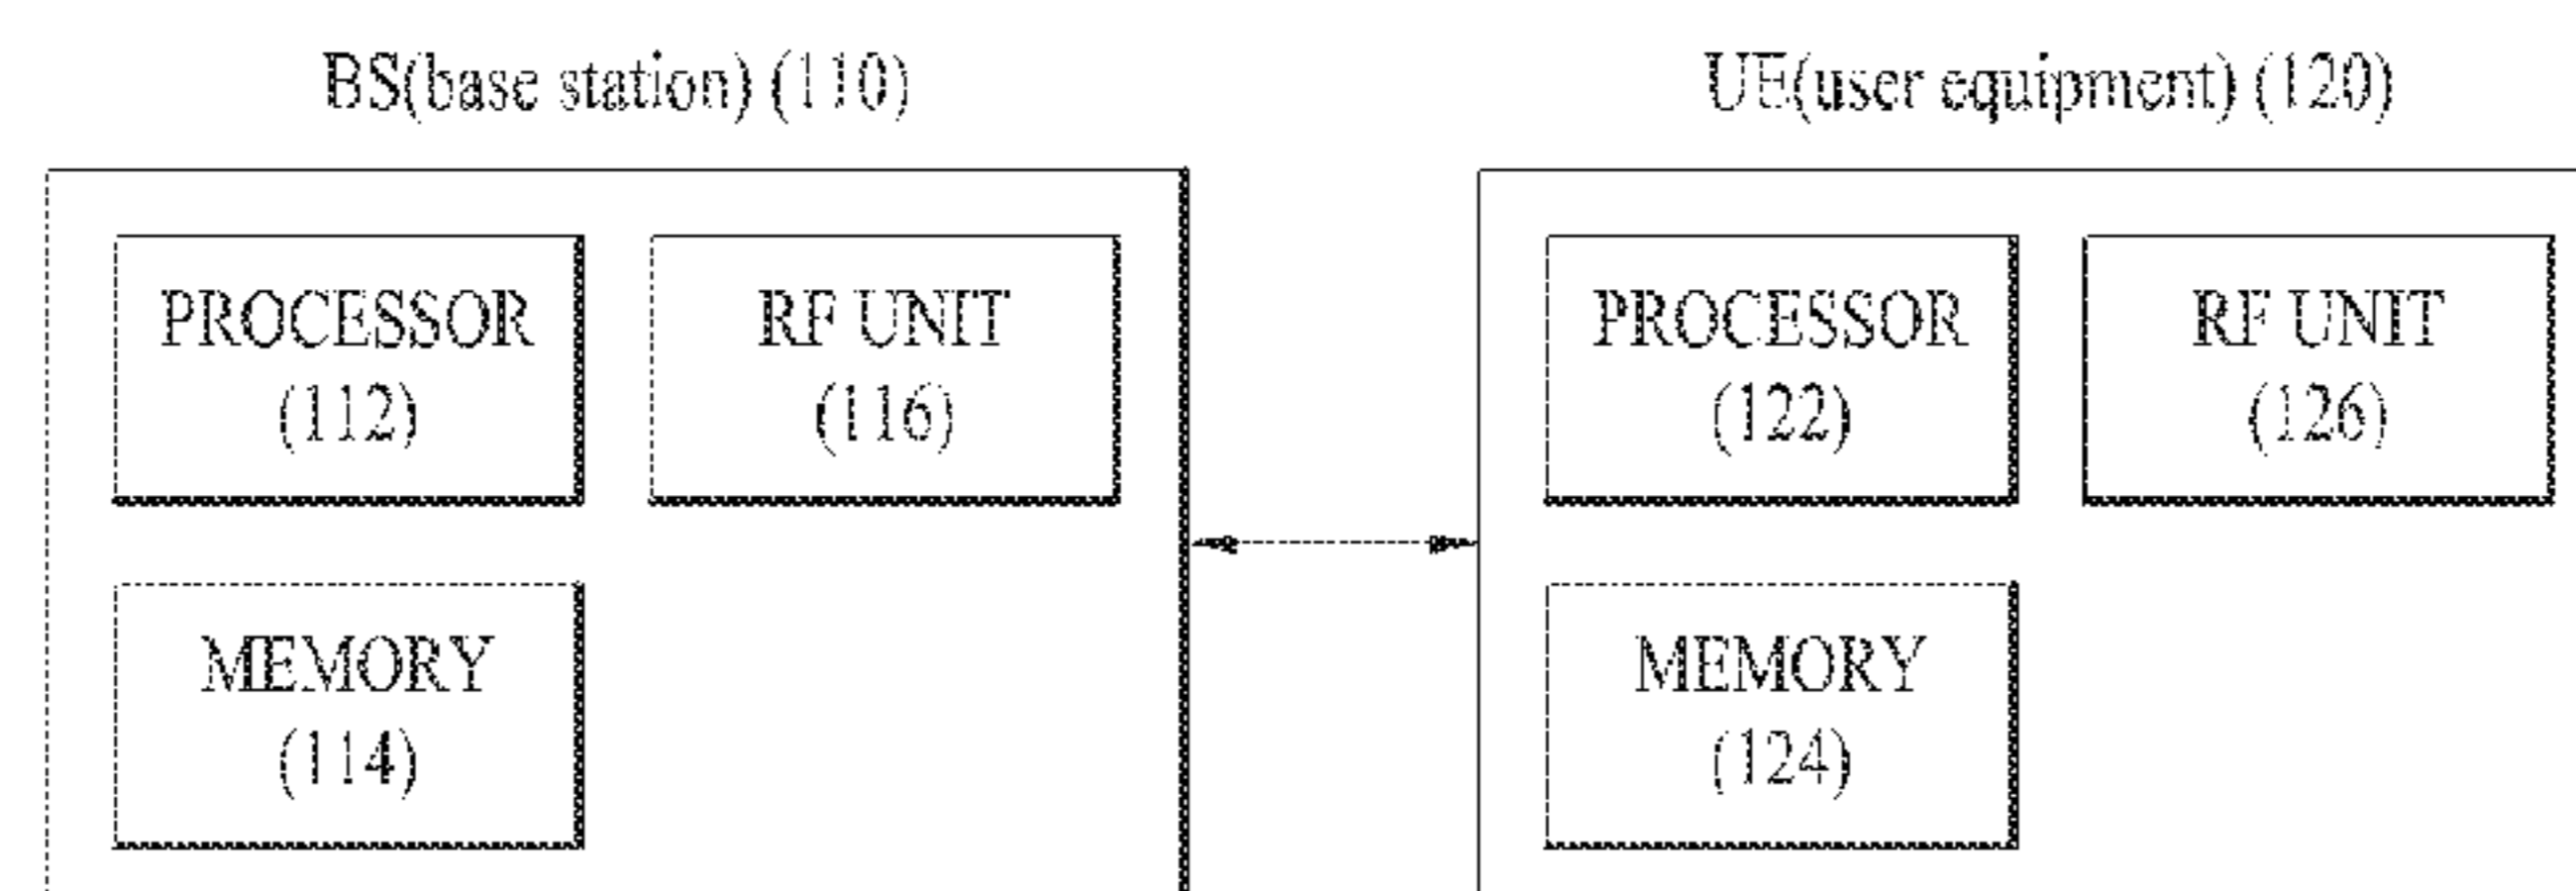 BS(base station) (110)
UE(user equipment) (120)
PROCESSOR
(112)
RF UNIT
(116)
PROCESSOR
(122)
RF UNIT
(126)
MEMORY
(114)
MEMORY
(124)